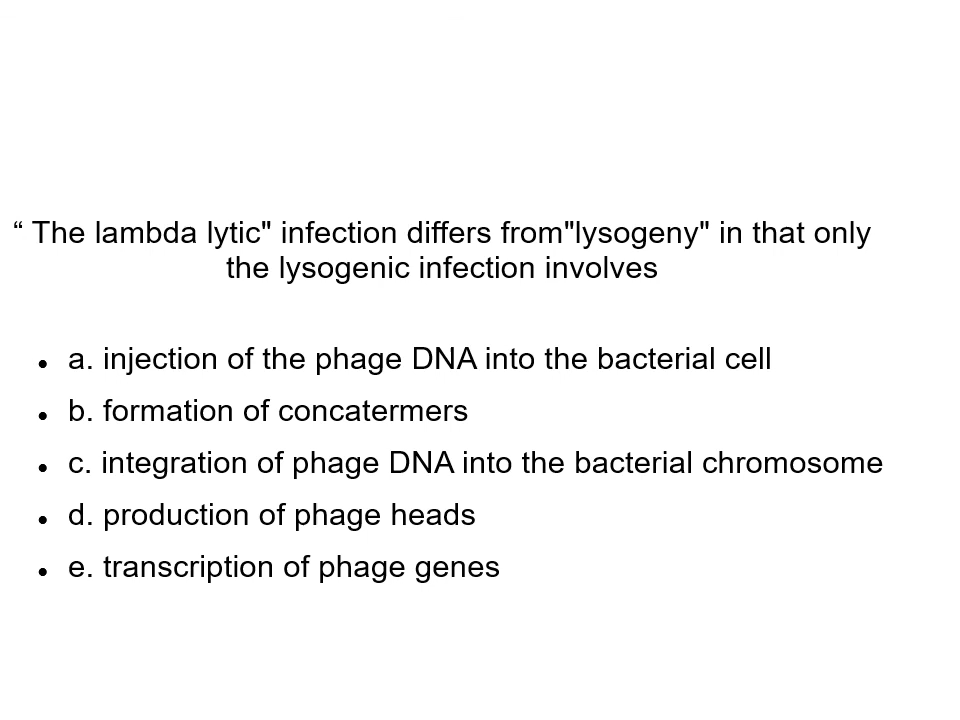 “ The lambda lytic" infection differs from"lysogeny" in that only
the lysogenic infection involves
● a. injection of the phage DNA into the bacterial cell
● b. formation of concatermers
● c. integration of phage DNA into the bacterial chromosome
● d. production of phage heads
● e. transcription of phage genes